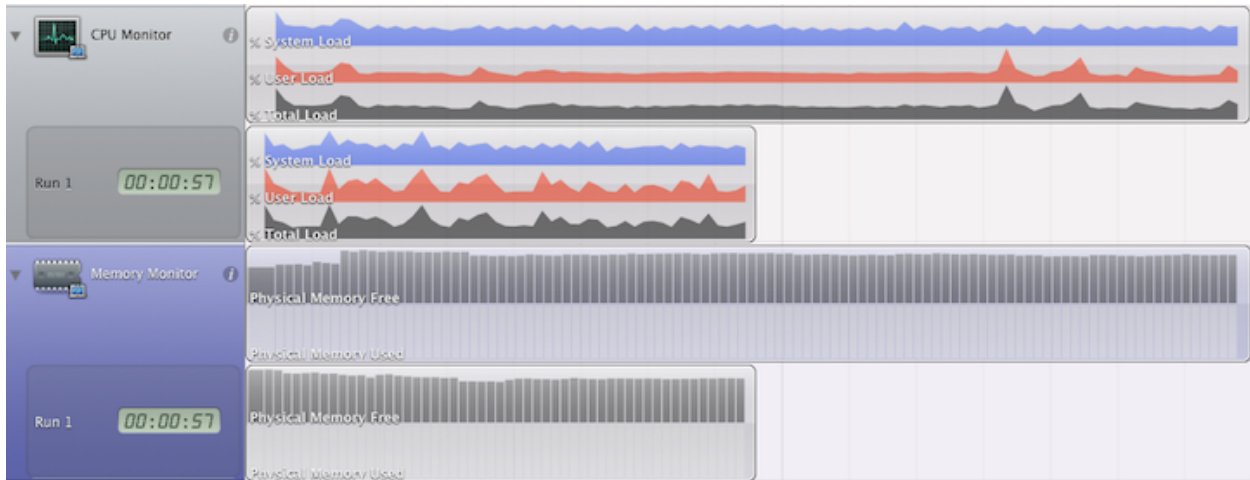 CPU Monitor
% System Load
% User Load
% Total Load
Run 1
00:00:57
% System Load
% User Load
% Total Load
Memory Monitor
Physical Memory Free
Physical Memory Used
Run 1
00:00:57
Physical Memory Free
Physical Memory Used